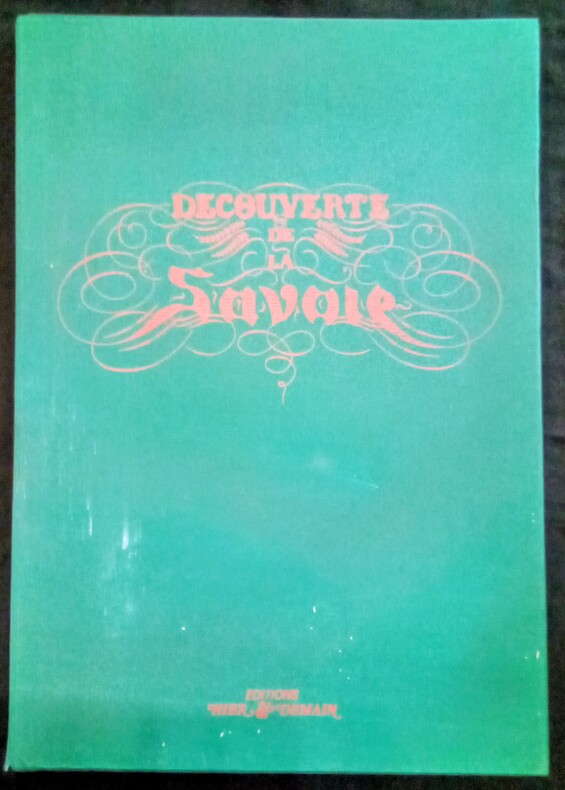 DECOUVERTE
DE
LA
Savoie
EDITIONS
HIER & DEMAIN